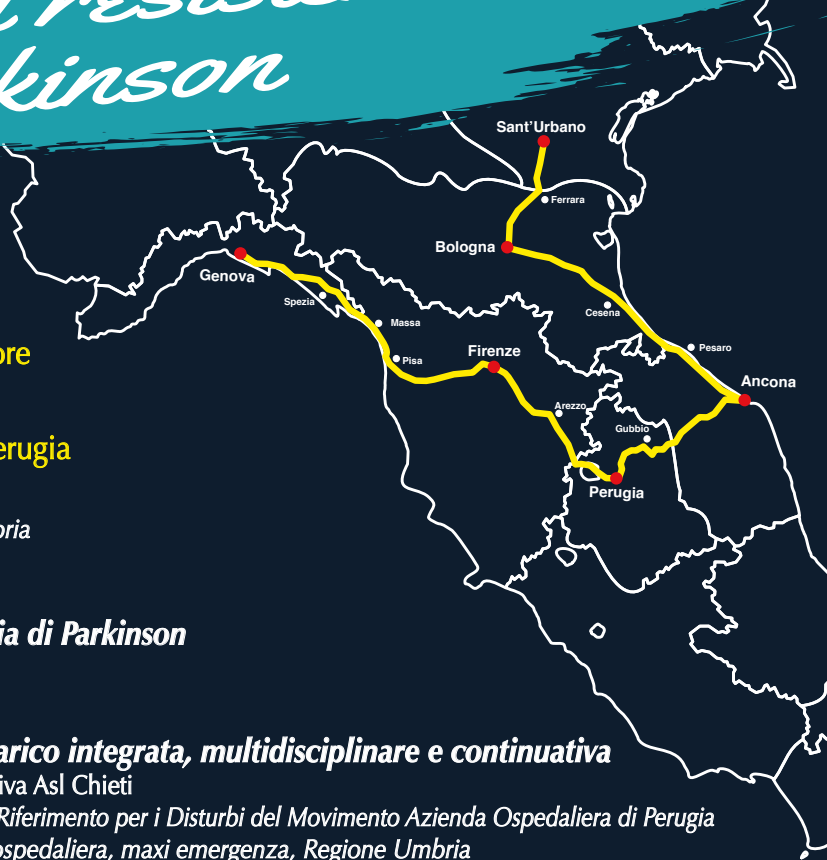 kinson
Sant'Urbano
Ferrara
Bologna
Genova
Spezia
Cesena
Massa
Pesaro
Firenze
Pisa
Ancona
Arezzo
Gubbio
Perugia
ore
erugia
oria
ia di Parkinson
arico integrata, multidisciplinare e continuativa
iva Asl Chieti
Riferimento per i Disturbi del Movimento Azienda Ospedaliera di Perugia
ospedaliera, maxi emergenza, Regione Umbria